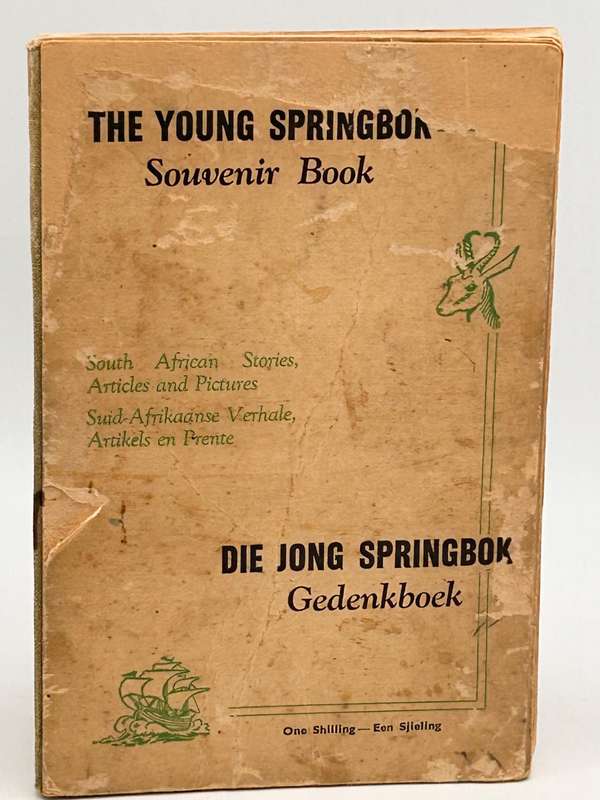 THE YOUNG SPRINGBOK
Souvenir Book
South African Stories,
Articles and Pictures
Suid-Afrikaanse Verhale,
Artikels en Prente
DIE JONG SPRINGBOK
Gedenkboek
One Shilling — Een Sjieling